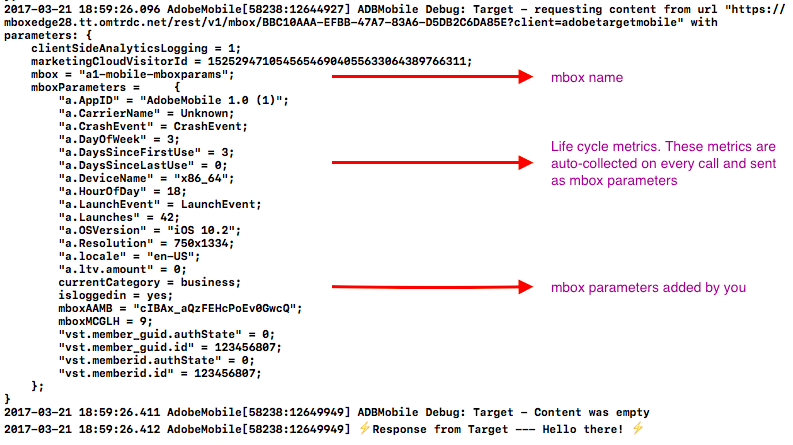 2017-03-21 18:59:26.096 AdobeMobile[58238:12644927] ADBMobile Debug: Target - requesting content from url "https://
mboxedge28.tt.omtrdc.net/rest/v1/mbox/BBC10AAA-EFBB-47A7-83A6-D5DB2C6DA85E?client=adobetargetmobile" with
parameters: {
clientSideAnalyticsLogging = 1;
marketingCloudVisitorId = 15252947105456546904055633064389766311;
mbox = "a1-mobile-mboxparams";
mbox name
mboxParameters =     {
"a.AppID" = "AdobeMobile 1.0 (1)";
"a.CarrierName" = Unknown;
"a.CrashEvent" = CrashEvent;
"a.DayOfWeek" = 3;
"a.DaysSinceFirstUse" = 3;
"a.DaysSinceLastUse" = 0;
"a.DeviceName" = "x86_64";
"a.HourOfDay" = 18;
"a.LaunchEvent" = LaunchEvent;
"a.Launches" = 42;
"a.OSVersion" = "iOS 10.2";
"a.Resolution" = 750x1334;
"a.locale" = "en-US";
"a.ltv.amount" = 0;
Life cycle metrics. These metrics are
auto-collected on every call and sent
as mbox parameters
currentCategory = business;
isloggedin = yes;
mboxAAMB = "cIBAx_aQzFEHcPoEv0GwcQ";
mboxMCGLH = 9;
"vst.member_guid.authState" = 0;
"vst.member_guid.id" = 123456807;
"vst.memberid.authState" = 0;
"vst.memberid.id" = 123456807;
mbox parameters added by you
};
}
2017-03-21 18:59:26.411 AdobeMobile[58238:12649949] ADBMobile Debug: Target - Content was empty
2017-03-21 18:59:26.412 AdobeMobile[58238:12649949] ⚡Response from Target --- Hello there! ⚡